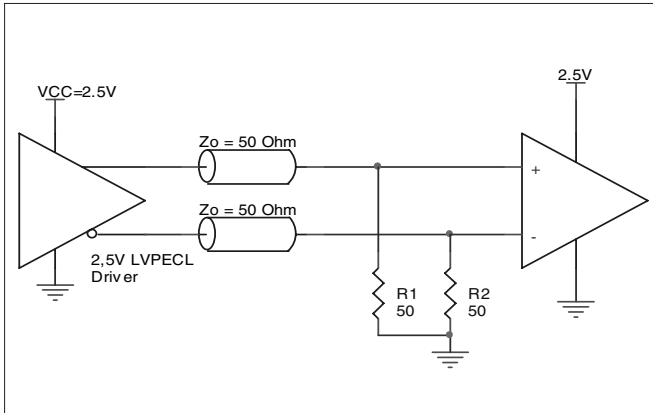 VCC=2.5V
2.5V
Zo = 50 Ohm
+
Zo = 50 Ohm
-
2,5V LVPECL
Driver
R1
50
R2
50